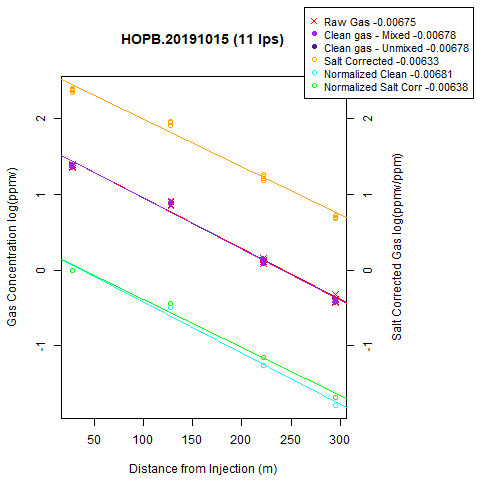 HOPB.20191015 (11 lps)
Raw Gas -0.00675
Clean gas - Mixed -0.00678
Clean gas - Unmixed -0.00678
Salt Corrected -0.00633
Normalized Clean -0.00681
Normalized Salt Corr -0.00638
Gas Concentration log(ppmv)
2
1
0
-1
2
1
0
-1
Salt Corrected Gas log(ppmv/ppm)
50 100 150 200 250 300
Distance from Injection (m)